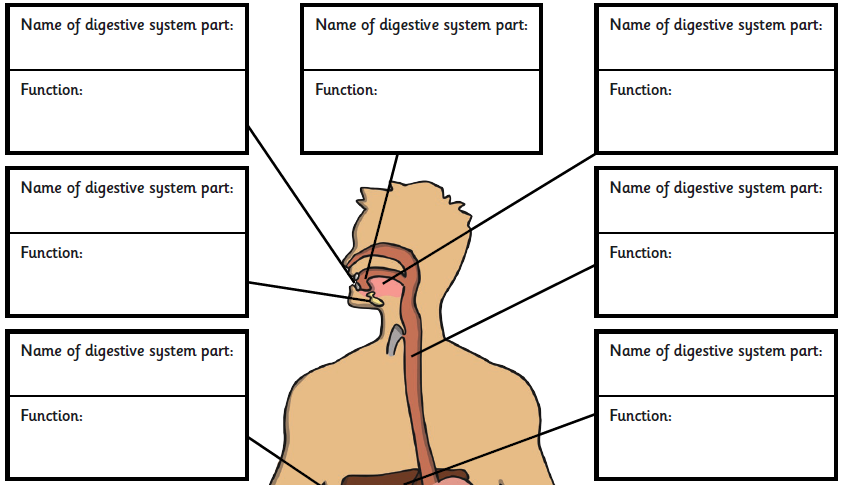 Name of digestive system part:
Function:
Name of digestive system part:
Function:
Name of digestive system part:
Function:
Name of digestive system part:
Function:
Name of digestive system part:
Function:
Name of digestive system part:
Function:
Name of digestive system part:
Function: